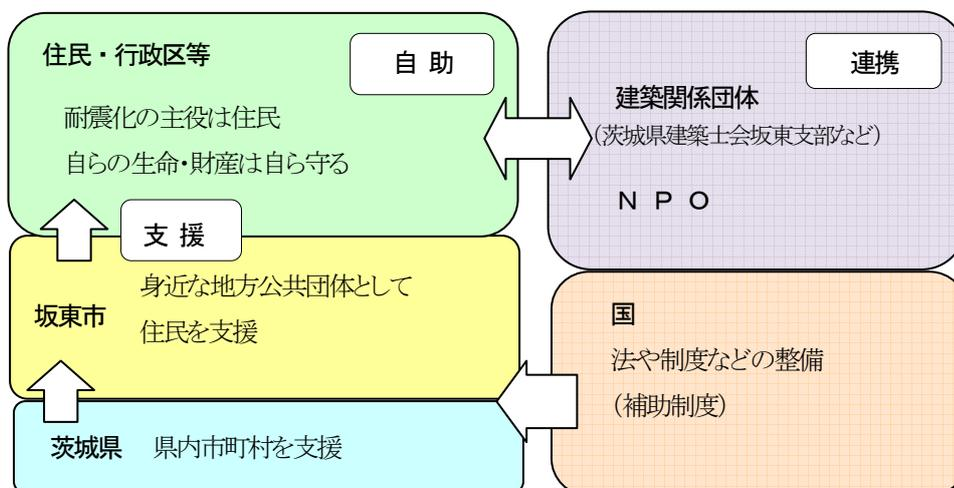 住民・行政区等
自 助
耐震化の主役は住民
自らの生命・財産は自ら守る
連携
建築関係団体
(茨城県建築士会坂東支部など)
N P O
支 援
坂東市
身近な地方公共団体として
住民を支援
国
法や制度などの整備
(補助制度)
茨城県 県内市町村を支援